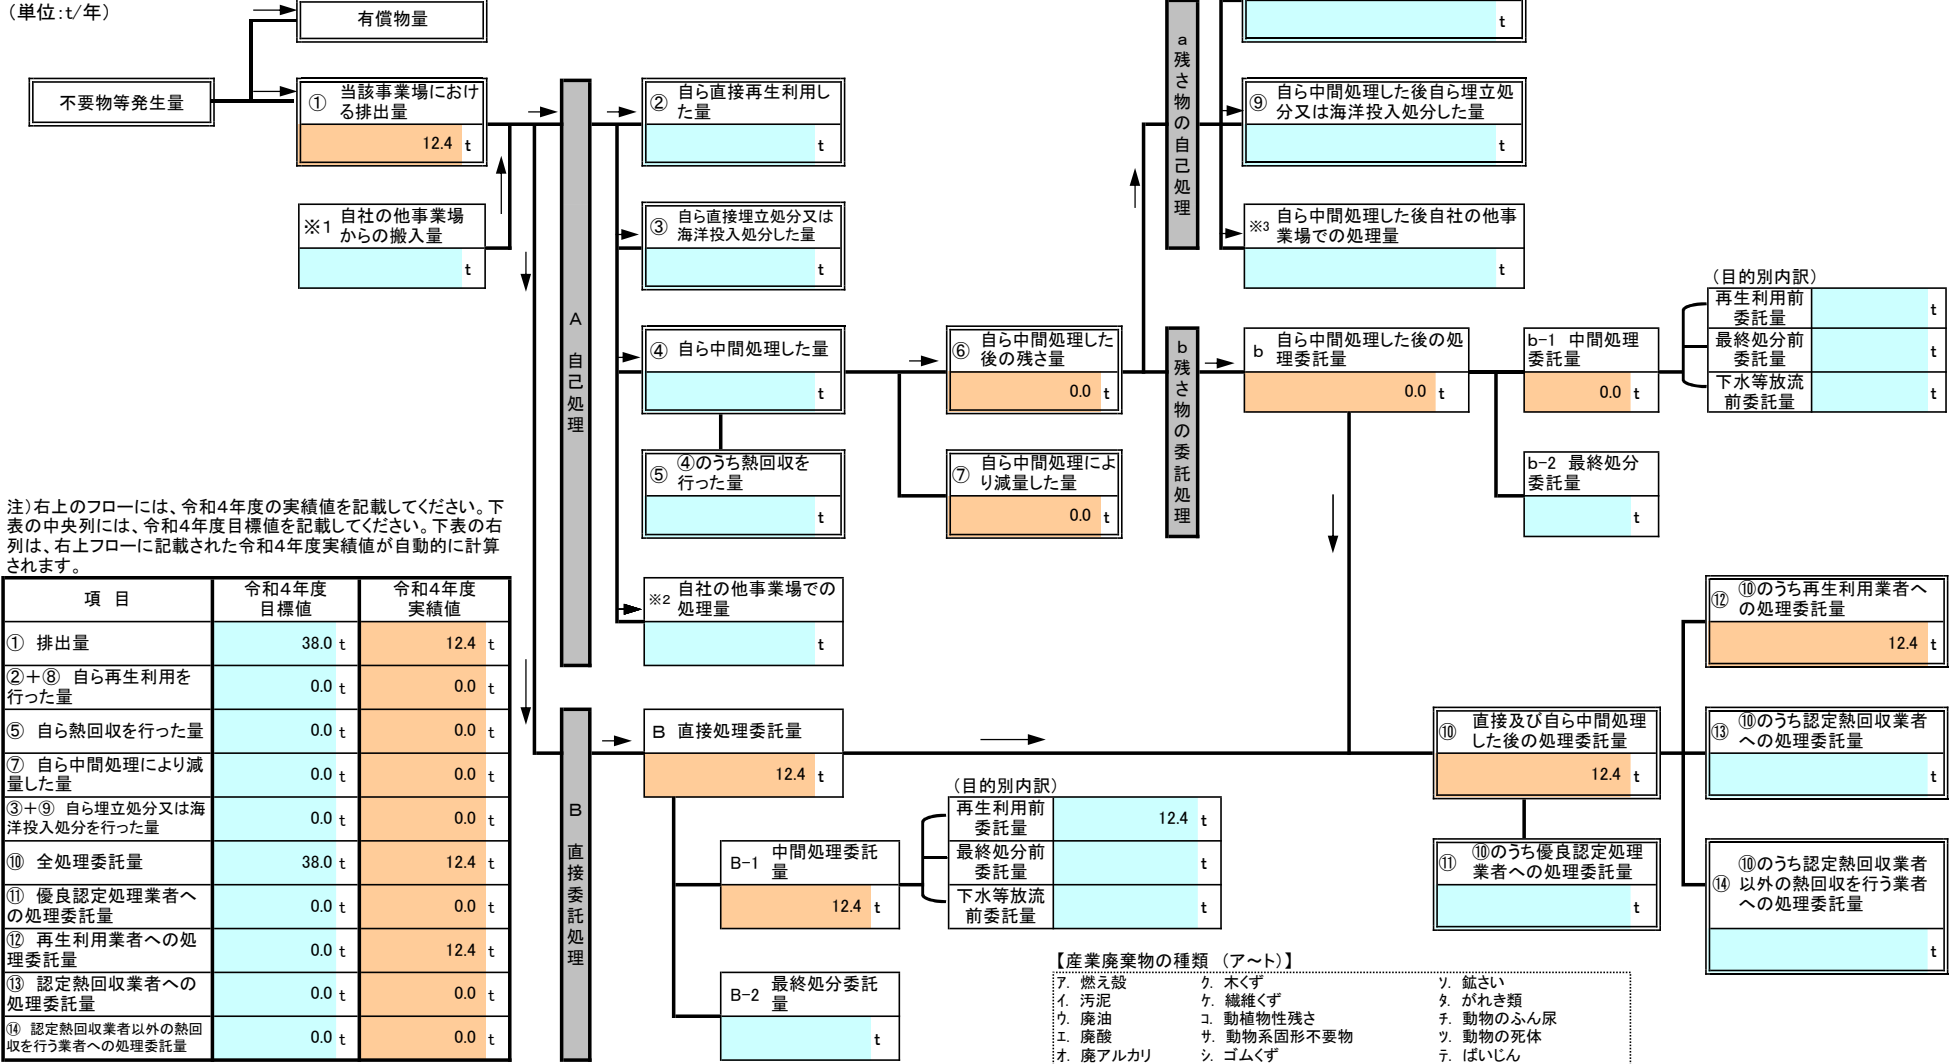 (単位:t/年)
有償物量
不要物等発生量
① 当該事業場におけ
る排出量
12.4 t
※1 自社の他事業場
からの搬入量
t
A 自己処理
② 自ら直接再生利用し
た量
t
③ 自ら直接埋立処分又は
海洋投入処分した量
t
④ 自ら中間処理した量
t
⑤ ④のうち熱回収を
行った量
t
※2 自社の他事業場での
処理量
t
⑥ 自ら中間処理した
後の残さ量
0.0 t
⑦ 自ら中間処理によ
り減量した量
0.0 t
a 残さ物の自己処理
t
⑨ 自ら中間処理した後自ら埋立処
分又は海洋投入処分した量
t
※3 自ら中間処理した後自社の他事
業場での処理量
t
b 残さ物の委託処理
b 自ら中間処理した後の処
理委託量
0.0 t
b-1 中間処理
委託量
0.0 t
b-2 最終処分
委託量
t
(目的別内訳)
再生利用前
委託量
t
最終処分前
委託量
t
下水等放流
前委託量
t
注)右上のフローには、令和4年度の実績値を記載してください。下
表の中央列には、令和4年度目標値を記載してください。下表の右
列は、右上フローに記載された令和4年度実績値が自動的に計算
されます。
項 目 令和4年度
目標値 令和4年度
実績値
① 排出量 38.0 t 12.4 t
②+⑧ 自ら再生利用を
行った量 0.0 t 0.0 t
⑤ 自ら熱回収を行った量 0.0 t 0.0 t
⑦ 自ら中間処理により減
量した量 0.0 t 0.0 t
③+⑨ 自ら埋立処分又は海
洋投入処分を行った量 0.0 t 0.0 t
⑩ 全処理委託量 38.0 t 12.4 t
⑪ 優良認定処理業者へ
の処理委託量 0.0 t 0.0 t
⑫ 再生利用業者への処
理委託量 0.0 t 12.4 t
⑬ 認定熱回収業者への
処理委託量 0.0 t 0.0 t
⑭ 認定熱回収業者以外の熱回
収を行う業者への処理委託量 0.0 t 0.0 t
B 直接委託処理
B 直接処理委託量
12.4 t
B-1 中間処理委託
量
12.4 t
B-2 最終処分委託
量
t
(目的別内訳)
再生利用前
委託量
12.4 t
最終処分前
委託量
t
下水等放流
前委託量
t
⑩ 直接及び自ら中間処理
した後の処理委託量
12.4 t
⑪ ⑩のうち優良認定処理
業者への処理委託量
t
⑫ ⑩のうち再生利用業者へ
の処理委託量
12.4 t
⑬ ⑩のうち認定熱回収業者
への処理委託量
t
⑭ ⑩のうち認定熱回収業者
以外の熱回収を行う業者
への処理委託量
t
【産業廃棄物の種類 (ア~ト)】
ア. 燃え殻 ク. 木くず ソ. 鉱さい
イ. 汚泥 ケ. 繊維くず タ. がれき類
ウ. 廃油 コ. 動植物性残さ チ. 動物のふん尿
エ. 廃酸 サ. 動物系固形不要物 ツ. 動物の死体
オ. 廃アルカリ シ. ゴムくず テ. ばいじん